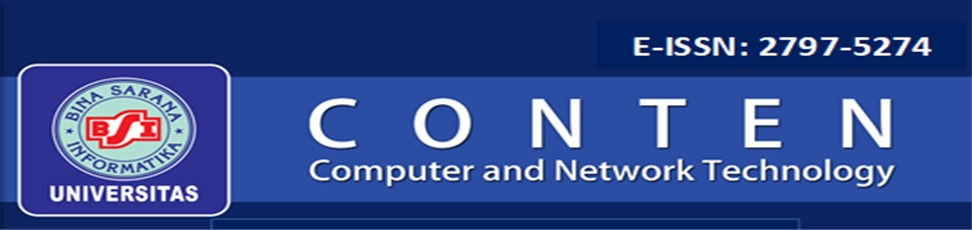 E-ISSN: 2797-5274
BINA SARANA
BSI
INFORMATIKA
UNIVERSITAS
C O N T E N
Computer and Network Technology